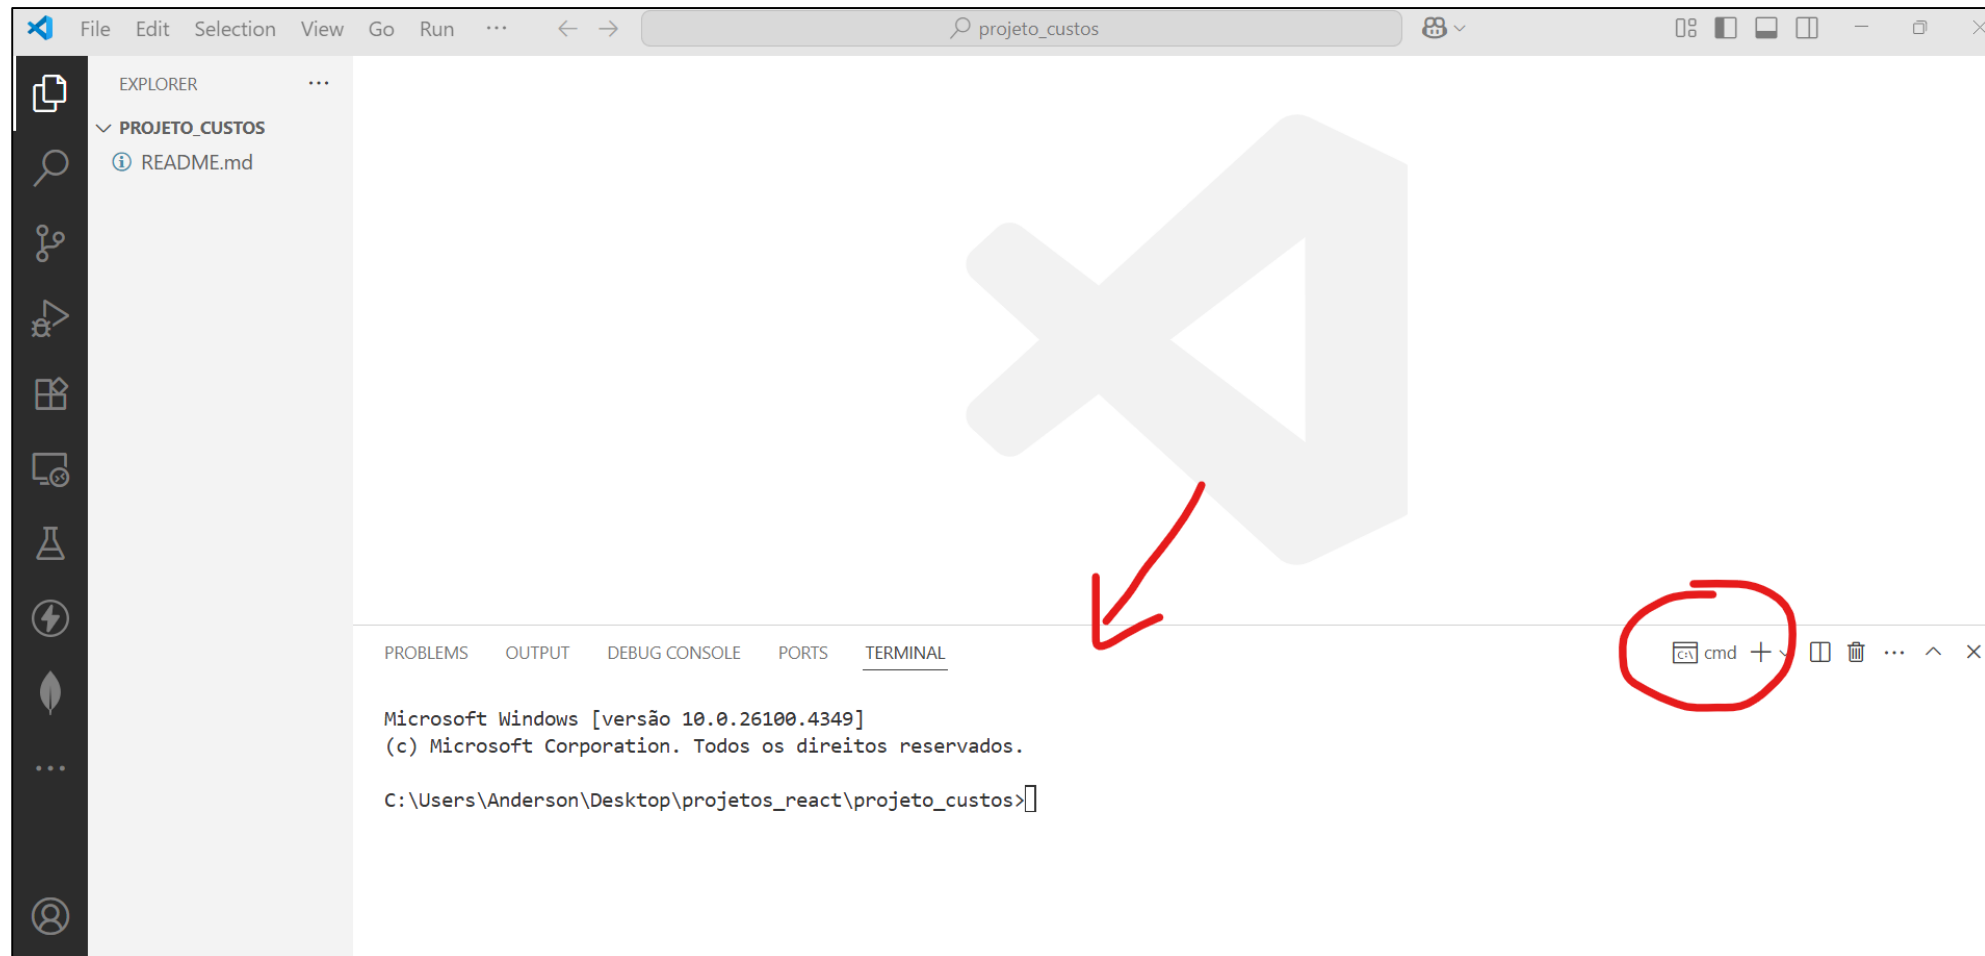 File Edit Selection View Go Run ··· projeto_custos
EXPLORER ···
PROJETO_CUSTOS
README.md
PROBLEMS OUTPUT DEBUG CONSOLE PORTS TERMINAL cmd ···
Microsoft Windows [versão 10.0.26100.4349]
(c) Microsoft Corporation. Todos os direitos reservados.
C:\Users\Anderson\Desktop\projetos_react\projeto_custos>